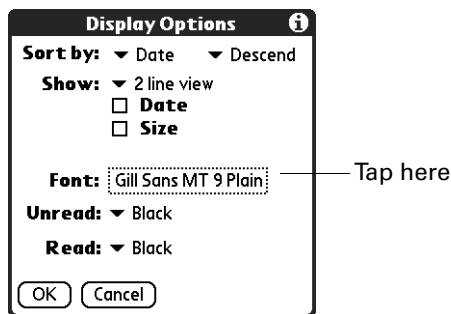 Display Options i
Sort by: Date Descend
Show: 2 line view
Date
Size
Font: Gill Sans MT 9 Plain Tap here
Unread: Black
Read: Black
OK Cancel